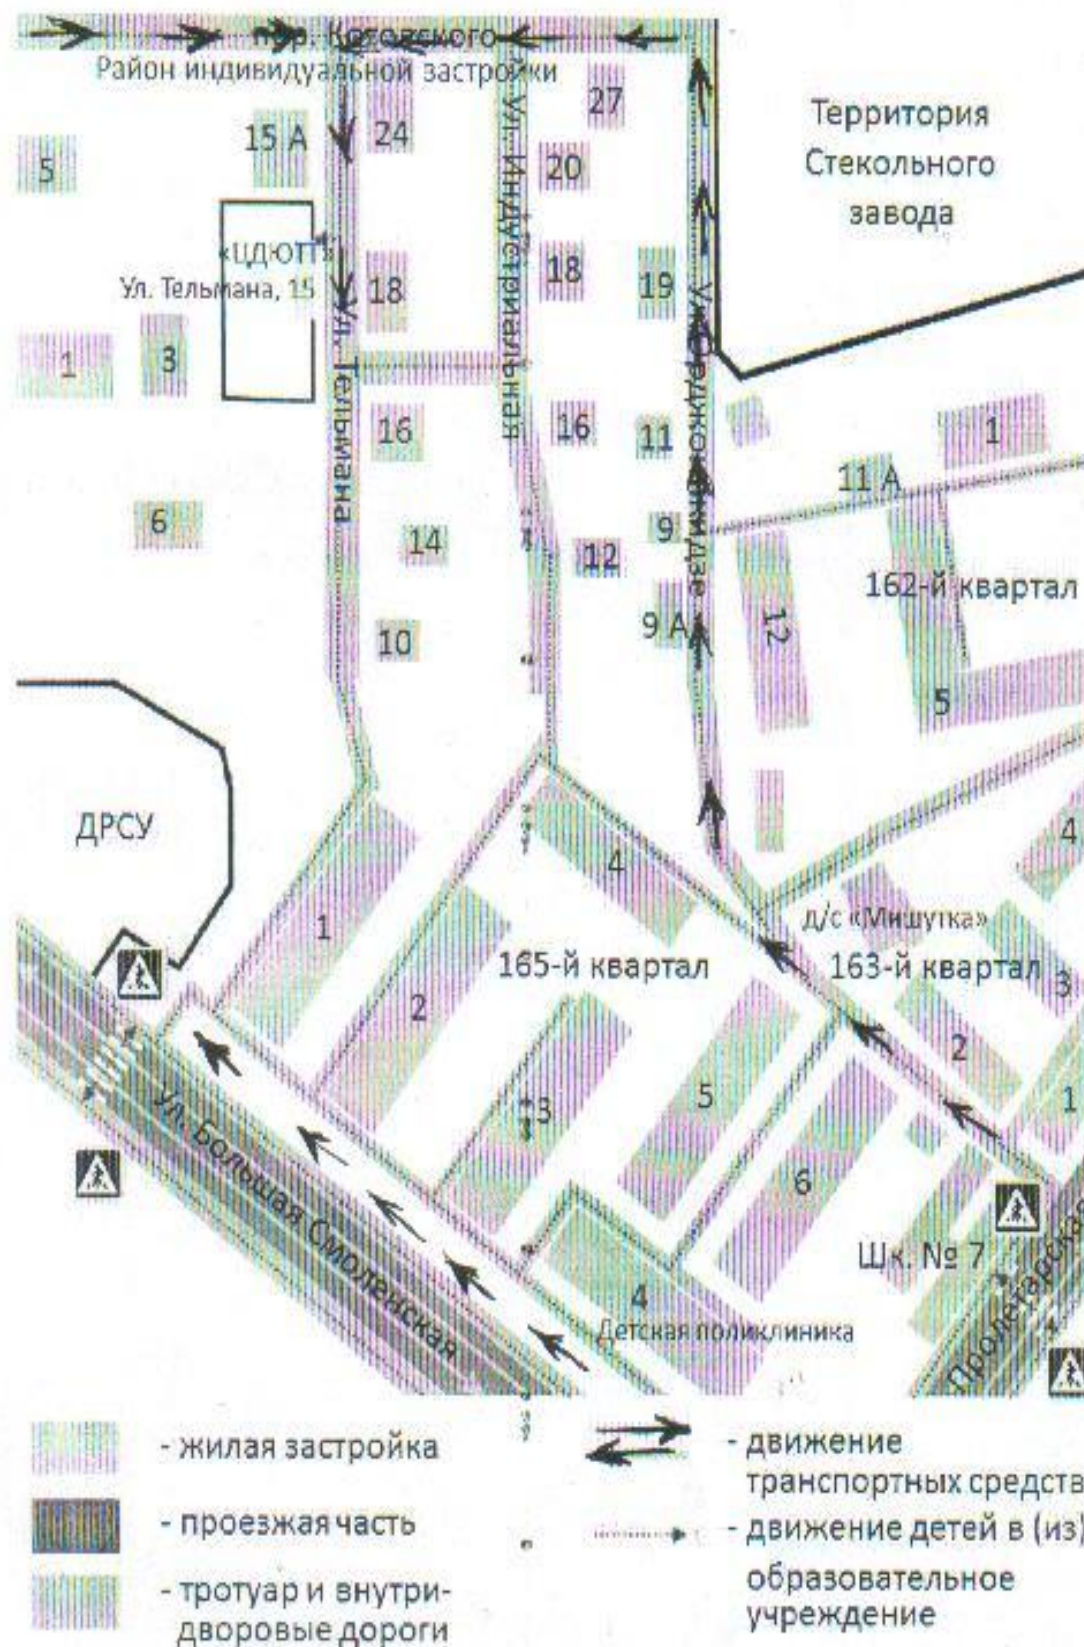 пер. Котовского
Район индивидуальной застройки
Территория
Стекольного
завода
5
15 А
24
27
20
«ЦДЮТТ»
Ул. Тельмана, 15
18
18
19
1
3
Ул. Тельмана
Ул. Индустриальная
Ул. Орджоникидзе
16
16
11
1
11 А
6
14
12
9
162-й квартал
10
9 А
12
5
ДРСУ
4
4
1
д/с «Мишутка»
165-й квартал
163-й квартал
2
3
3
5
2
1
6
Ул. Большая Смоленская
Шк. № 7
4
Детская поликлиника
Пролетарская
- жилая застройка
- проезжая часть
- тротуар и внутри-
дворовые дороги
- движение
транспортных средств
- движение детей в (из)
образовательное
учреждение